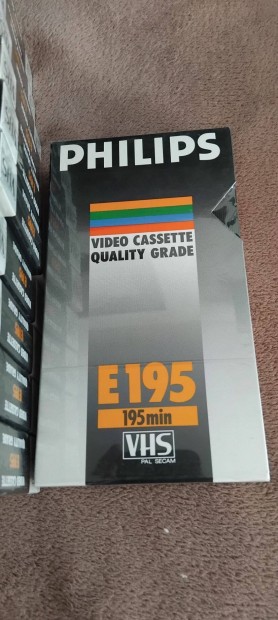 PHILIPS
VIDEO CASSETTE
QUALITY GRADE
E195
195min
VHS
PAL SECAM